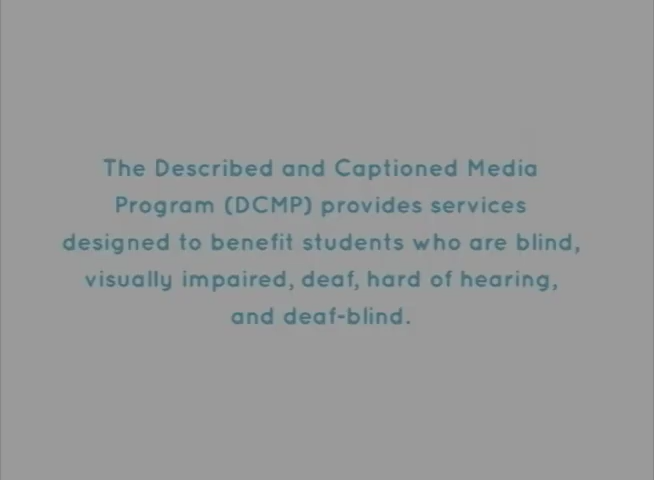 The Described and Captioned Media
Program (DCMP) provides services
designed to benefit students who are blind,
visually impaired, deaf, hard of hearing,
and deaf-blind.